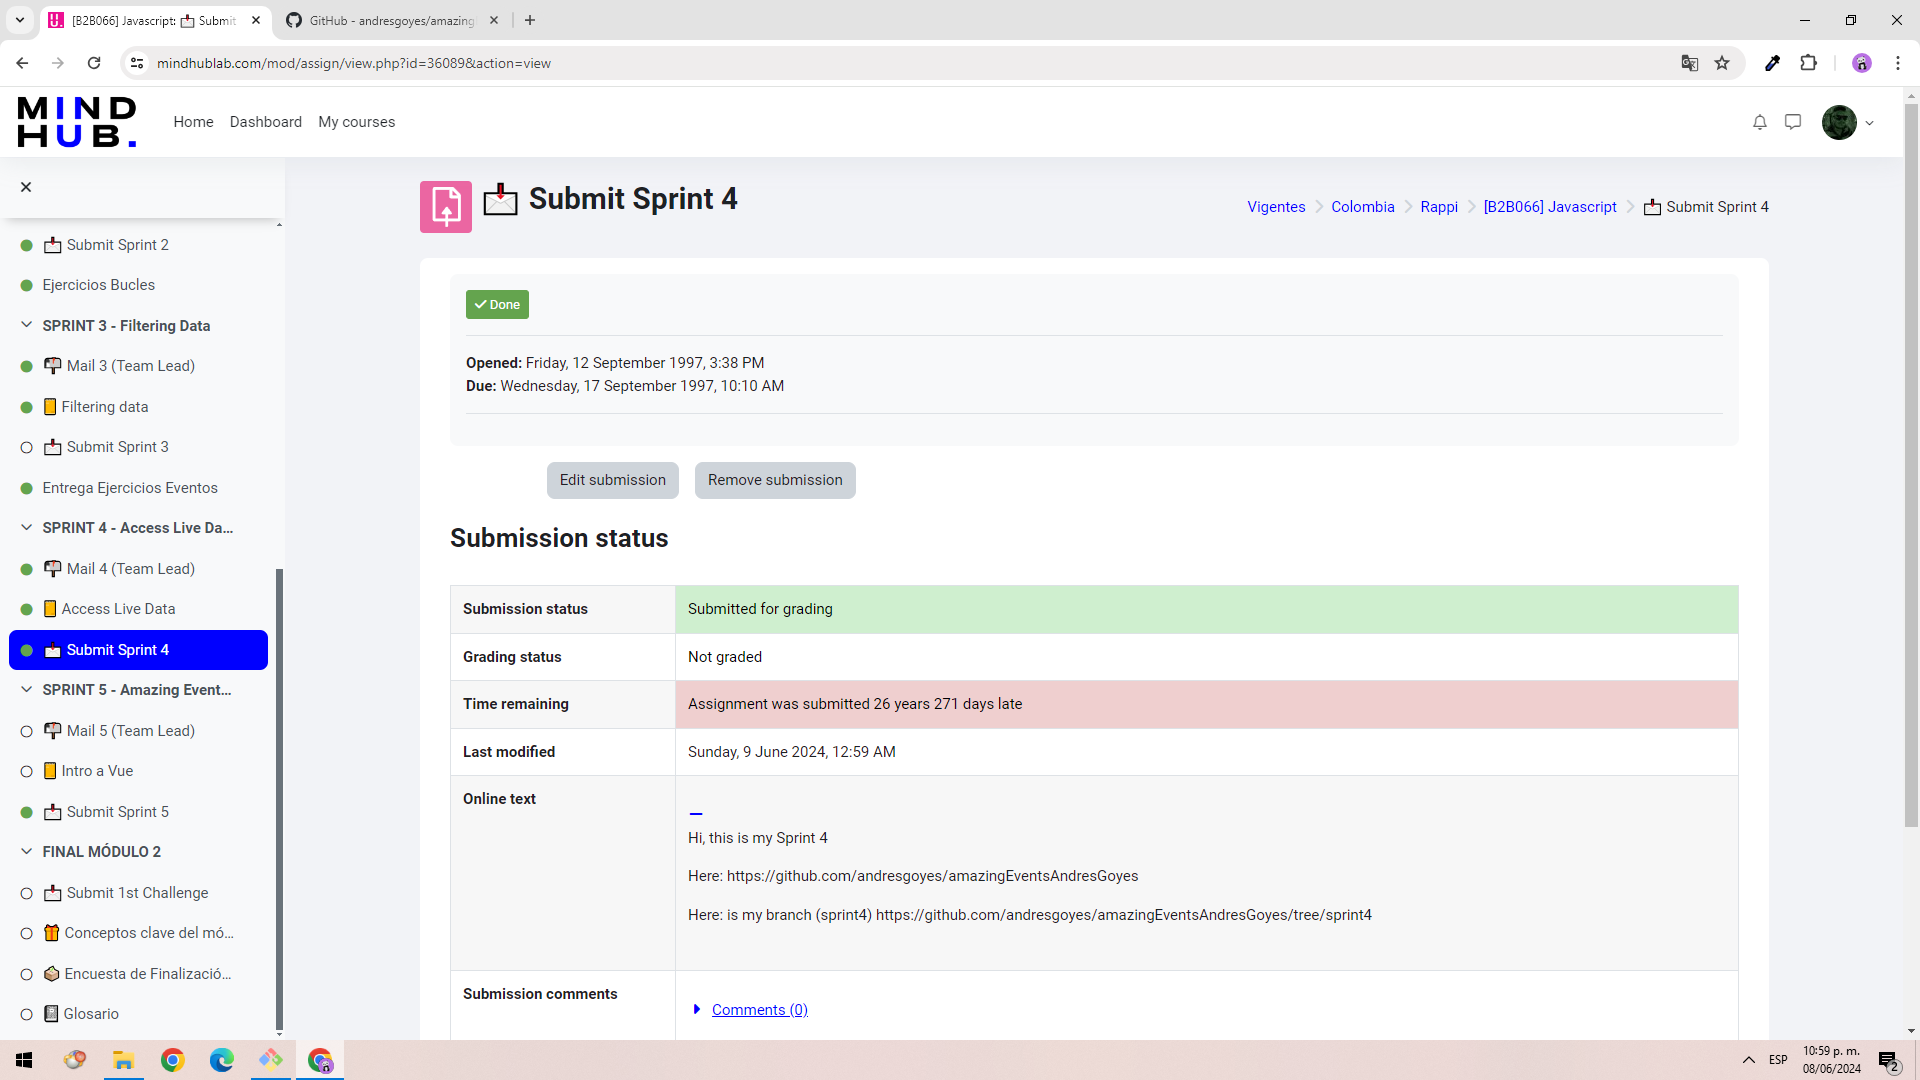 [B2B066] Javascript: Submit
GitHub - andresgoyes/amazing
mindhublab.com/mod/assign/view.php?id=36089&action=view
MIND
HUB.
Home
Dashboard
My courses
Submit Sprint 2
Ejercicios Bucles
SPRINT 3 - Filtering Data
Mail 3 (Team Lead)
Filtering data
Submit Sprint 3
Entrega Ejercicios Eventos
SPRINT 4 - Access Live Da...
Mail 4 (Team Lead)
Access Live Data
Submit Sprint 4
SPRINT 5 - Amazing Event...
Mail 5 (Team Lead)
Intro a Vue
Submit Sprint 5
FINAL MÓDULO 2
Submit 1st Challenge
Conceptos clave del mó...
Encuesta de Finalizació...
Glosario
Submit Sprint 4
Vigentes
Colombia
Rappi
[B2B066] Javascript
Submit Sprint 4
Done
Opened: Friday, 12 September 1997, 3:38 PM
Due: Wednesday, 17 September 1997, 10:10 AM
Edit submission
Remove submission
Submission status
Submission status
Submitted for grading
Grading status
Not graded
Time remaining
Assignment was submitted 26 years 271 days late
Last modified
Sunday, 9 June 2024, 12:59 AM
Online text
Hi, this is my Sprint 4
Here: https://github.com/andresgoyes/amazingEventsAndresGoyes
Here: is my branch (sprint4) https://github.com/andresgoyes/amazingEventsAndresGoyes/tree/sprint4
Submission comments
Comments (0)
ESP
10:59 p. m.
08/06/2024
2